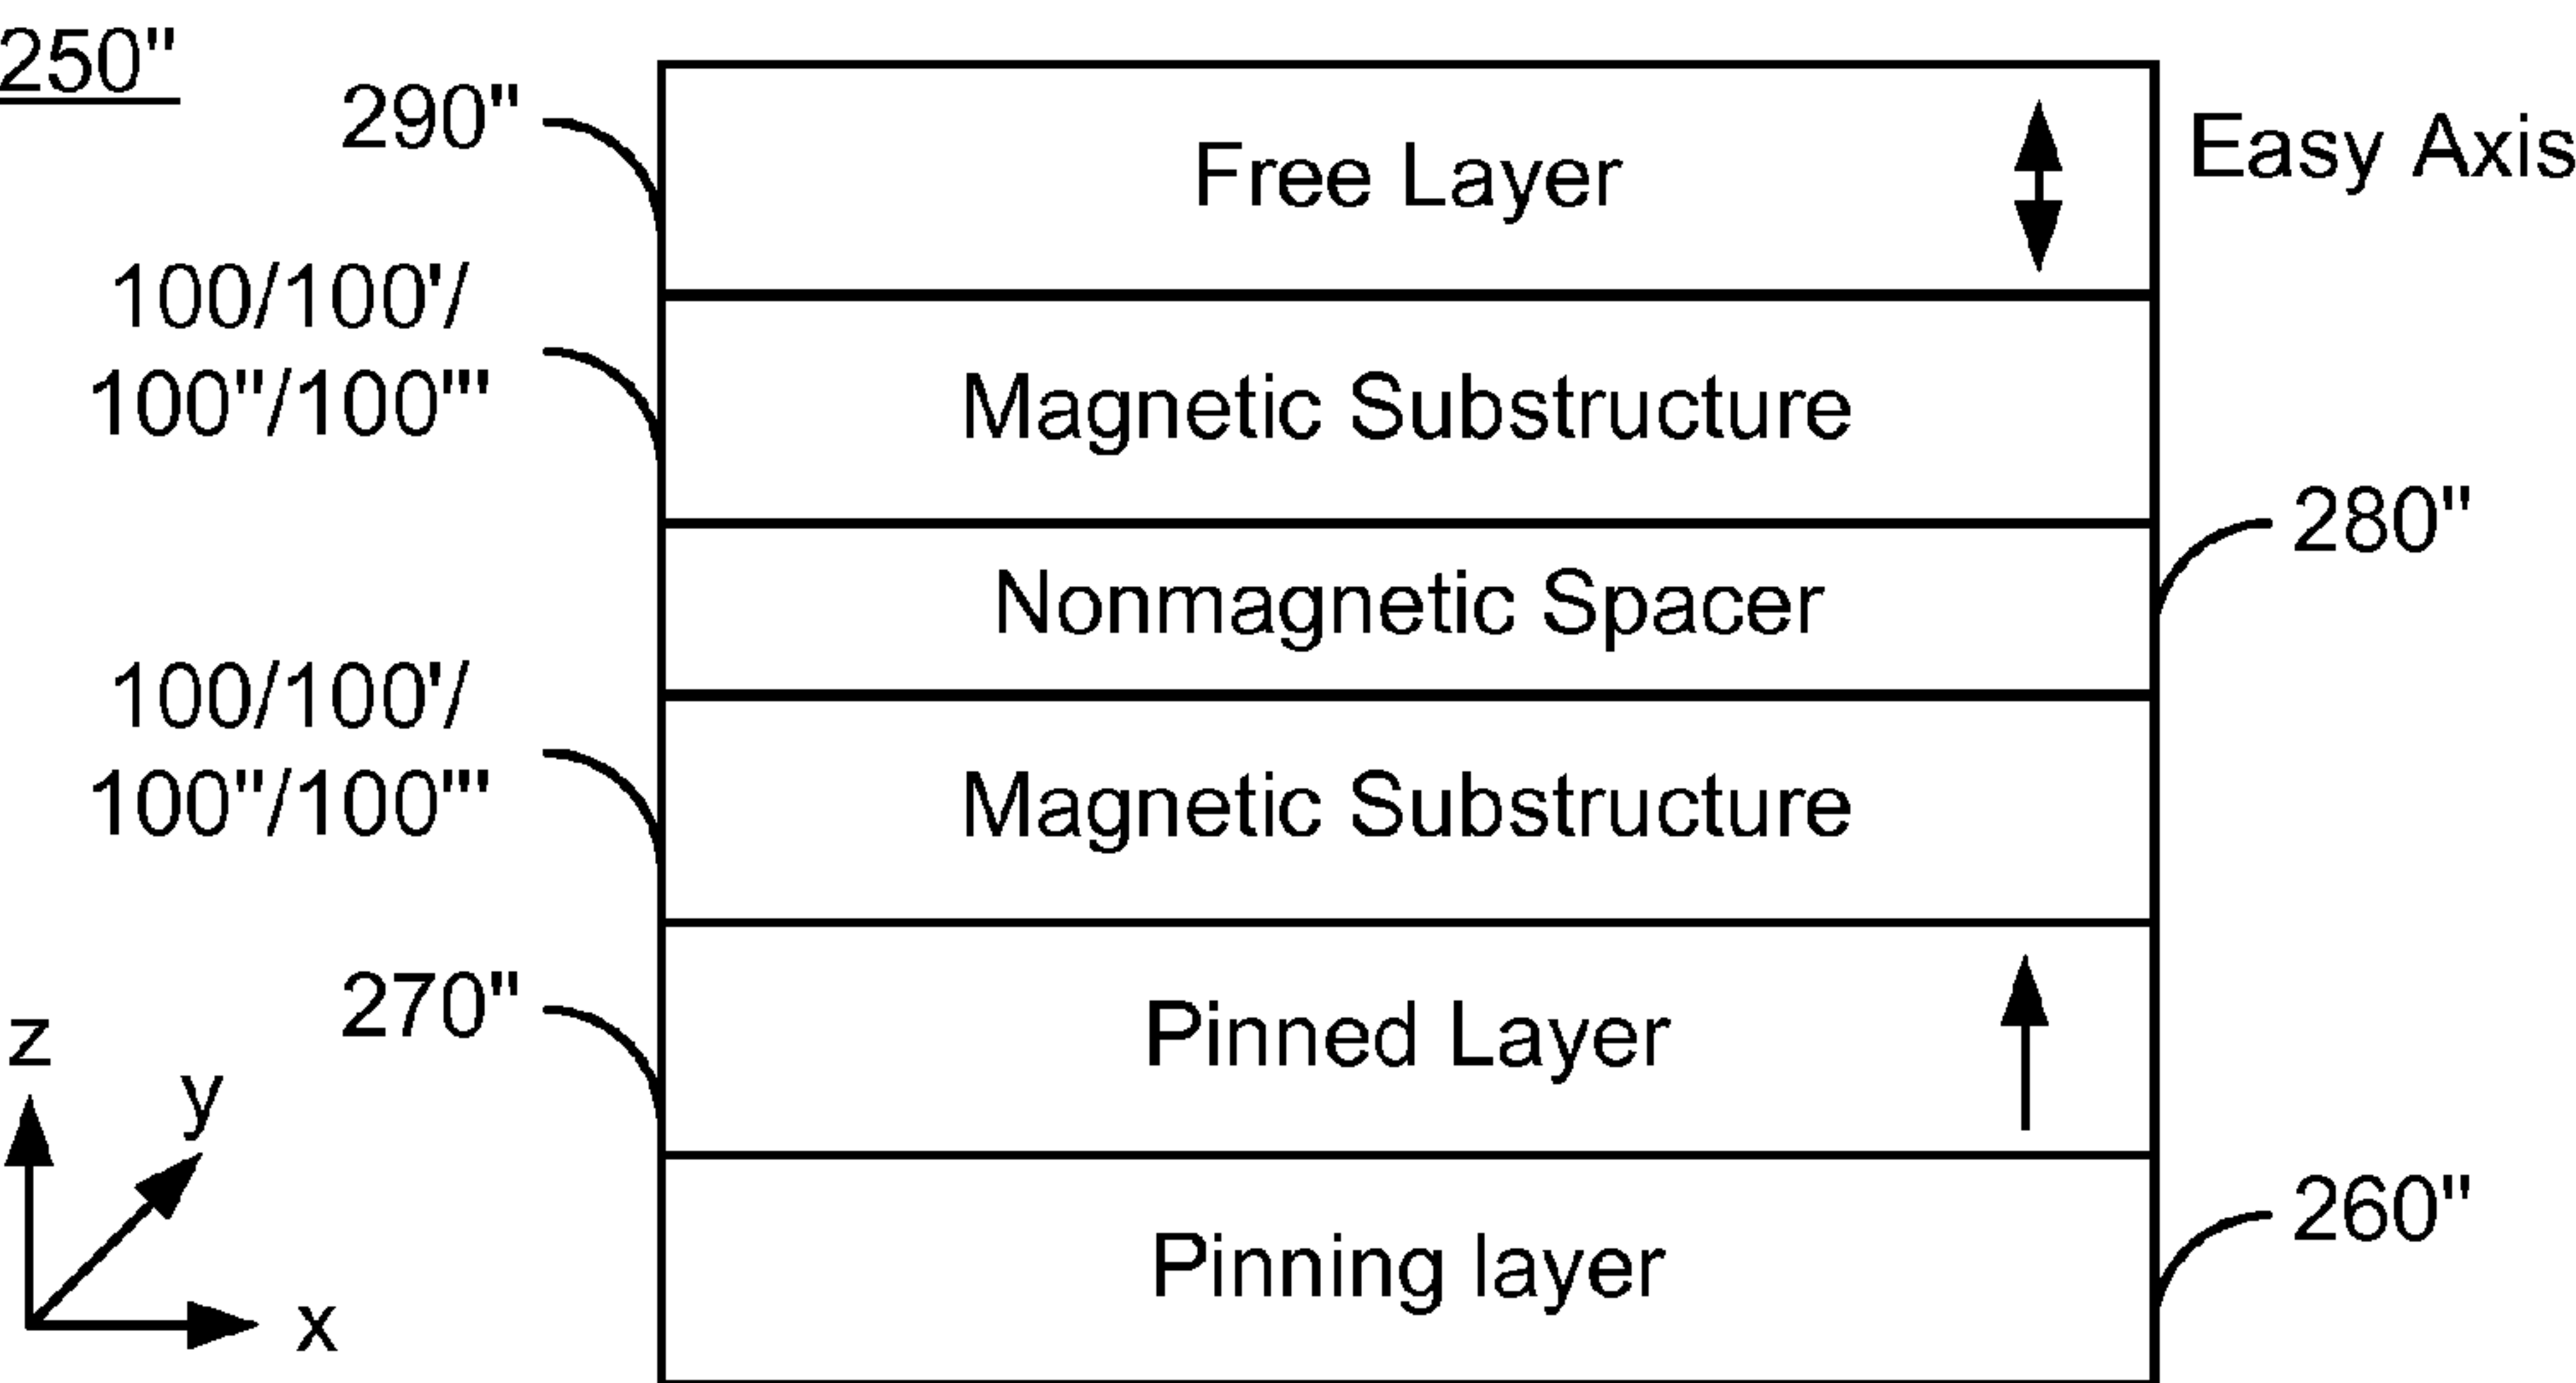 250"
290"
Free Layer
Easy Axis
100/100'/
100"/100"'
Magnetic Substructure
280"
Nonmagnetic Spacer
100/100'/
100"/100"'
Magnetic Substructure
270"
Pinned Layer
z
y
x
260"
Pinning layer